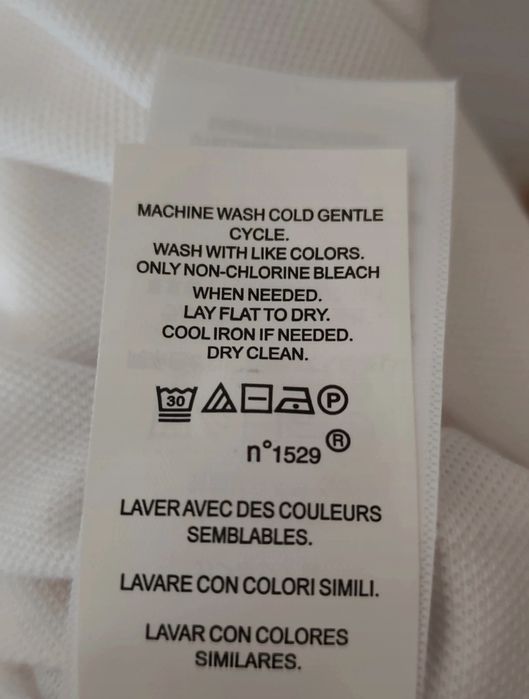 MACHINE WASH COLD GENTLE
CYCLE.
WASH WITH LIKE COLORS.
ONLY NON-CHLORINE BLEACH
WHEN NEEDED.
LAY FLAT TO DRY.
COOL IRON IF NEEDED.
DRY CLEAN.
30 P
n°1529 ®
LAVER AVEC DES COULEURS
SEMBLABLES.
LAVARE CON COLORI SIMILI.
LAVAR CON COLORES
SIMILARES.